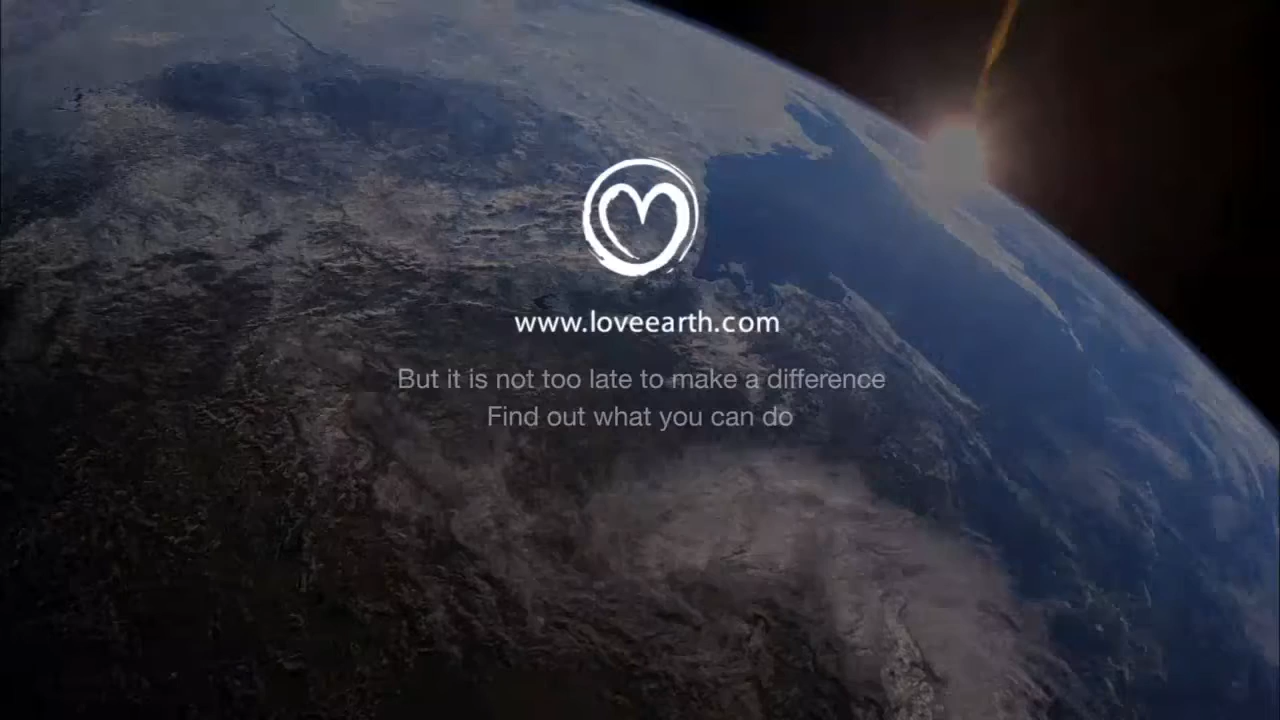 www.loveearth.com
But it is not too late to make a difference
Find out what you can do